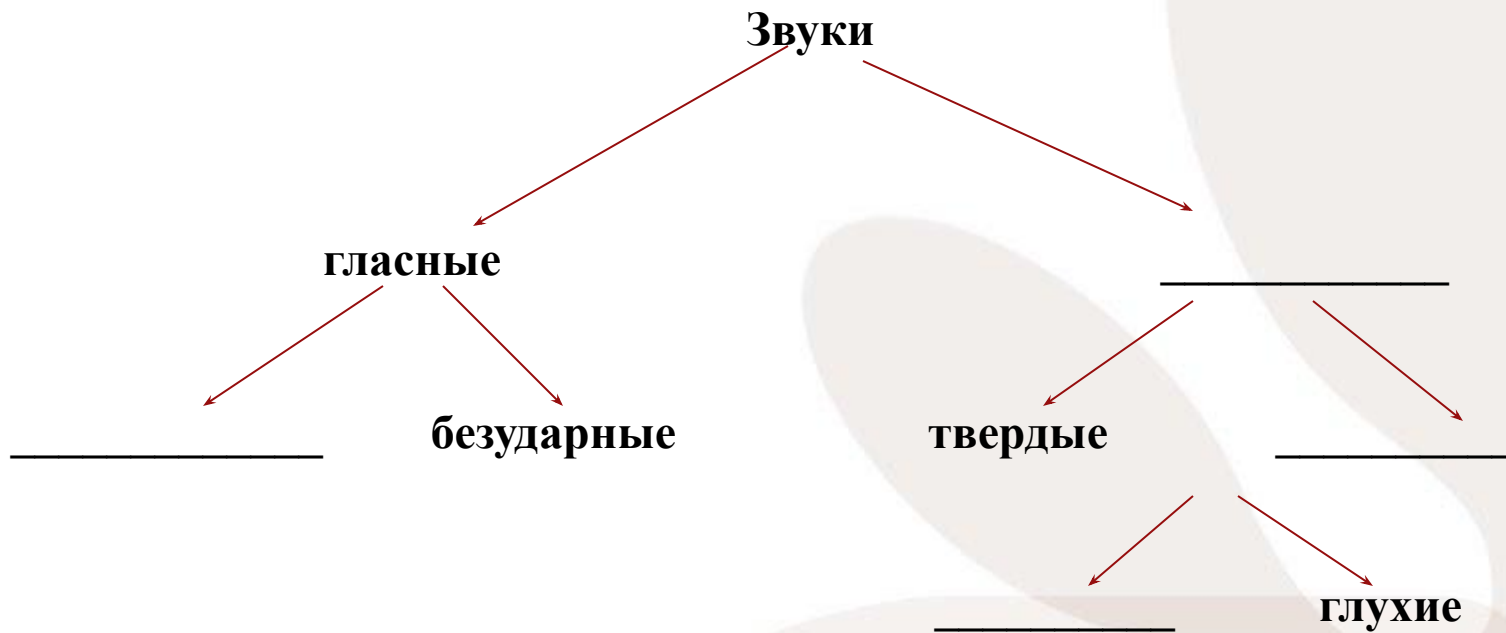 Звуки
гласные
безударные
твердые
глухие